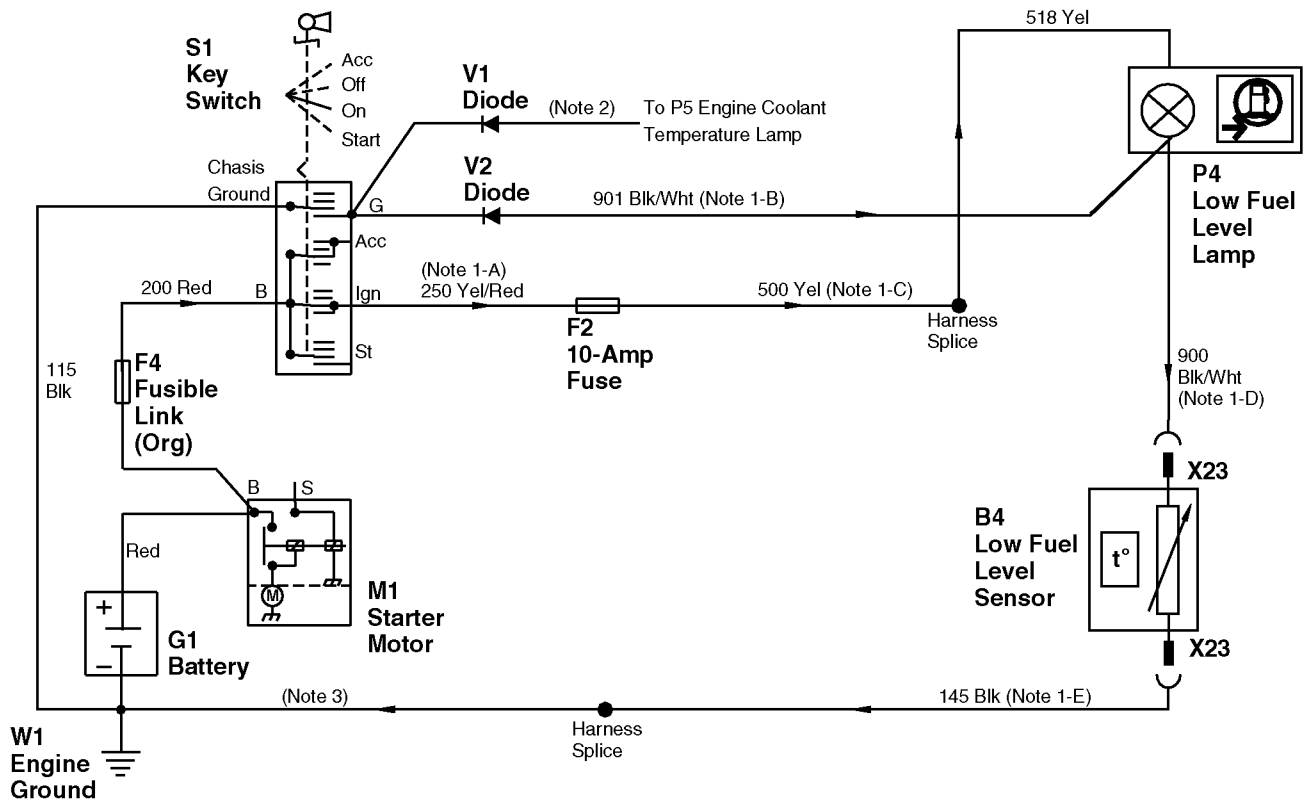 518 Yel
S1
Key
Switch
Acc
Off
On
Start
V1
Diode
(Note 2)
To P5 Engine Coolant
Temperature Lamp
Chasis
Ground
G
V2
Diode
901 Blk/Wht (Note 1-B)
P4
Low Fuel
Level
Lamp
Acc
200 Red
B
Ign
(Note 1-A)
250 Yel/Red
500 Yel (Note 1-C)
Harness
Splice
F2
10-Amp
Fuse
St
115
Blk
F4
Fusible
Link
(Org)
900
Blk/Wht
(Note 1-D)
X23
B
S
B4
Low Fuel
Level
Sensor
t°
Red
M
M1
Starter
Motor
+
−
G1
Battery
X23
(Note 3)
145 Blk (Note 1-E)
Harness
Splice
W1
Engine
Ground